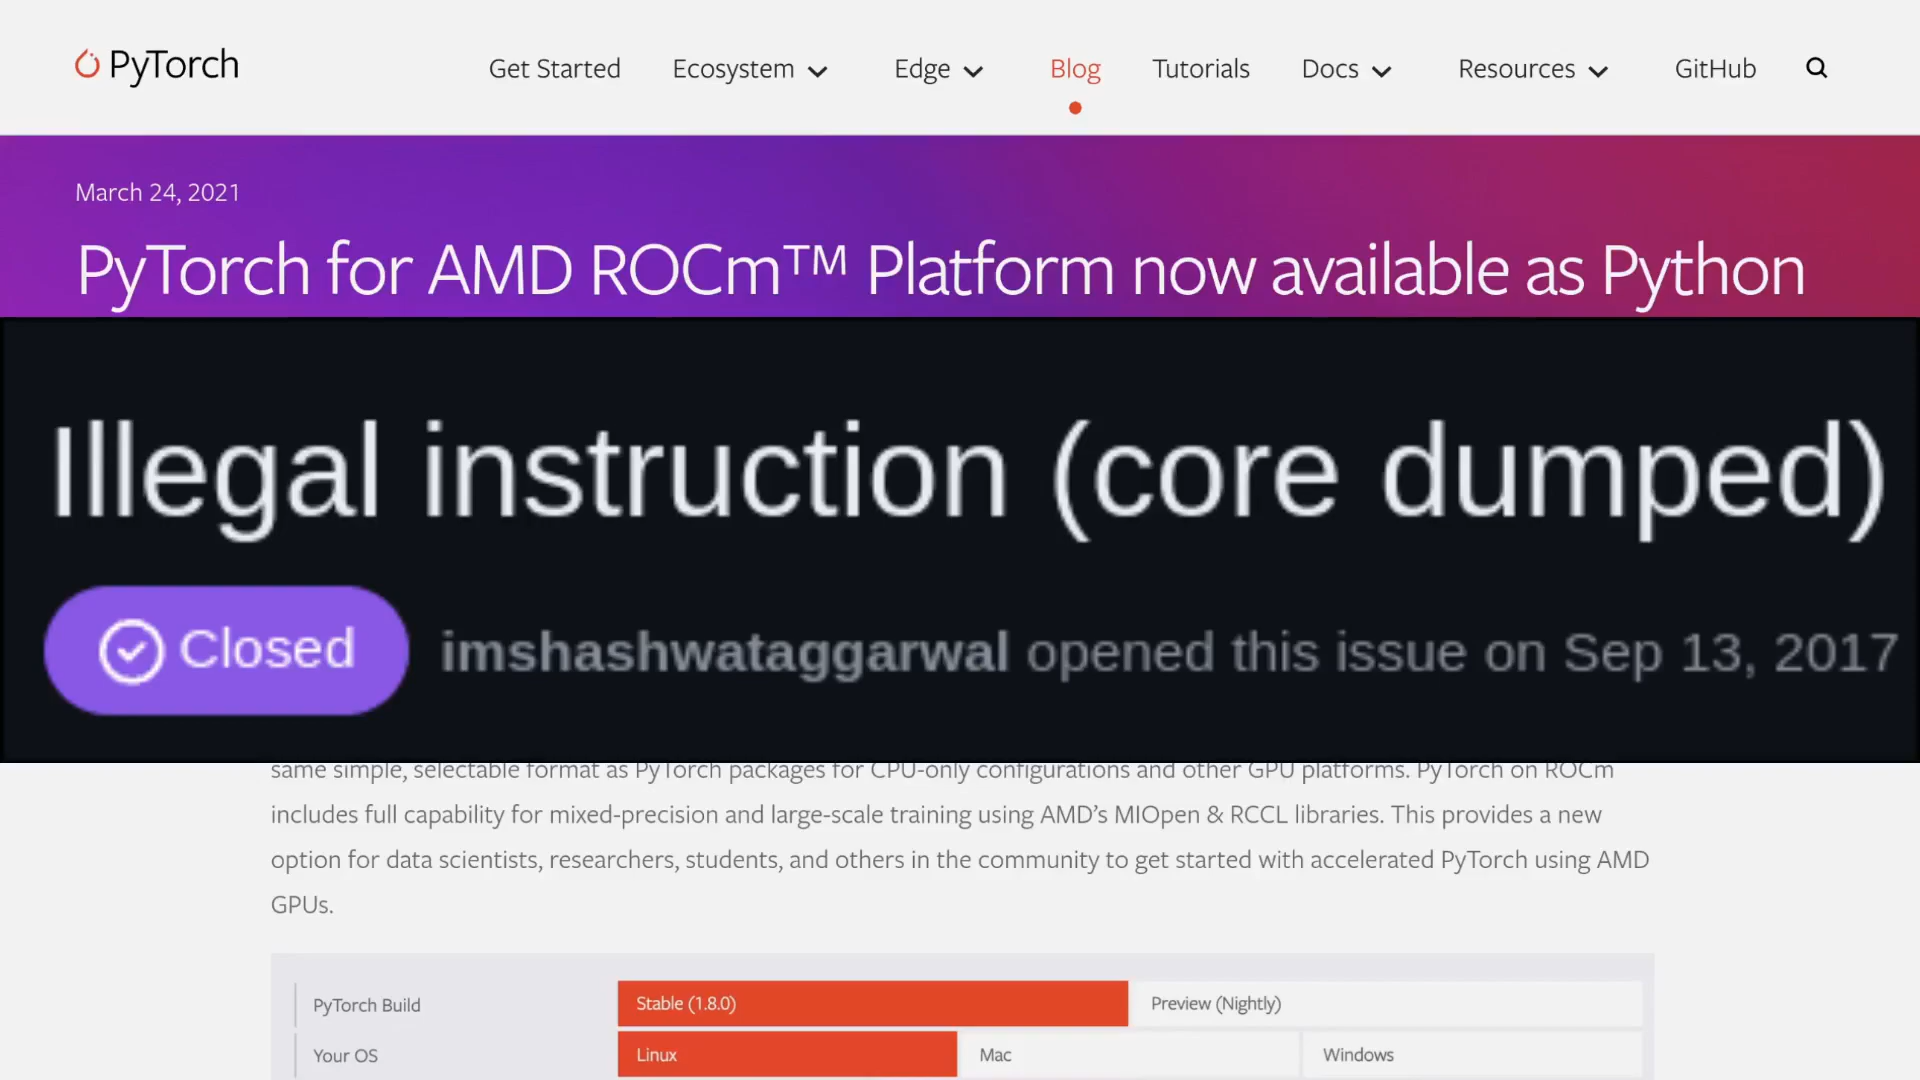 PyTorch
Get Started Ecosystem Edge Blog Tutorials Docs Resources GitHub
March 24, 2021
PyTorch for AMD ROCm™ Platform now available as Python
Illegal instruction (core dumped)
Closed imshashwataggarwal opened this issue on Sep 13, 2017
same simple, selectable format as PyTorch packages for CPU-only configurations and other GPU platforms. PyTorch on ROCm
includes full capability for mixed-precision and large-scale training using AMD’s MIOpen & RCCL libraries. This provides a new
option for data scientists, researchers, students, and others in the community to get started with accelerated PyTorch using AMD
GPUs.
PyTorch Build Stable (1.8.0) Preview (Nightly)
Your OS Linux Mac Windows